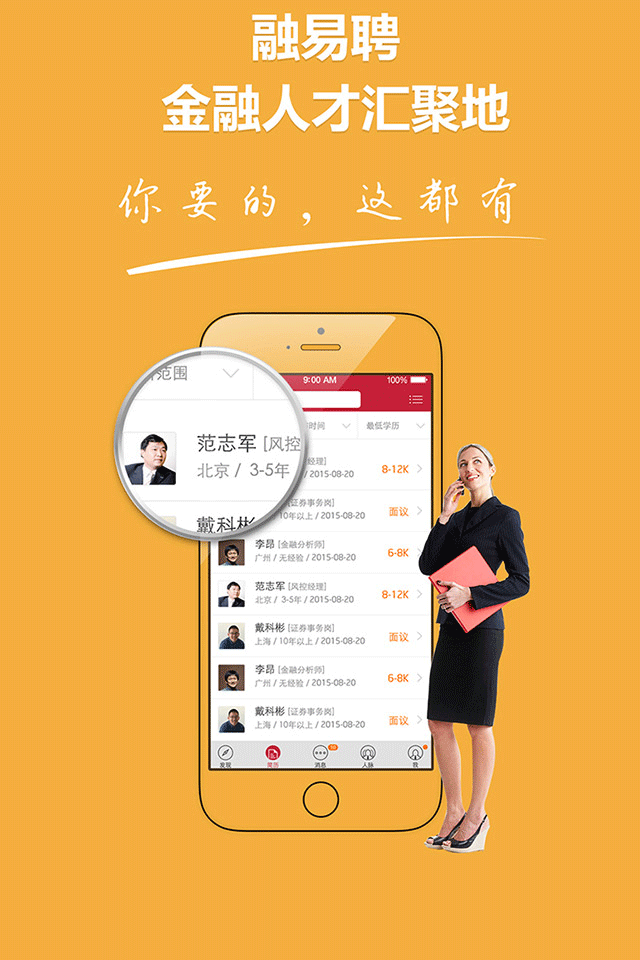 融易聘
金融人才汇聚地
你要的，这都有
9:00 AM 100%
范围
时间 最低学历
范志军 [风控
北京 / 3-5年
经理]
/ 2015-08-20
8-12K
戴科彬
证券事务岗]
10年以上 / 2015-08-20
面议
李昂 [金融分析师]
广州 / 无经验 / 2015-08-20
6-8K
范志军 [风控经理]
北京 / 3-5年 / 2015-08-20
8-12K
戴科彬 [证券事务岗]
上海 / 10年以上 / 2015-08-20
面议
李昂 [金融分析师]
广州 / 无经验 / 2015-08-20
6-8K
戴科彬 [证券事务岗]
上海 / 10年以上 / 2015-08-20
面议
发现 简历 消息 人脉 我